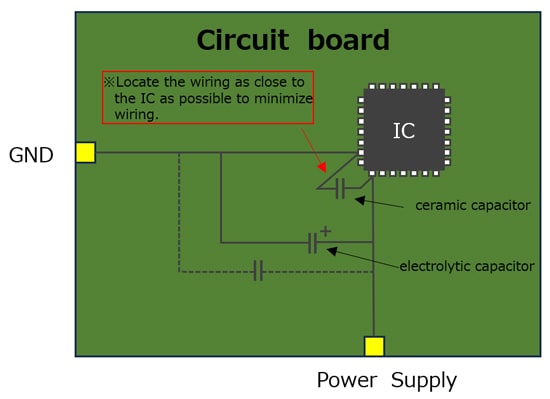 Circuit board
※Locate the wiring as close to
the IC as possible to minimize
wiring.
IC
GND
ceramic capacitor
+
electrolytic capacitor
Power Supply